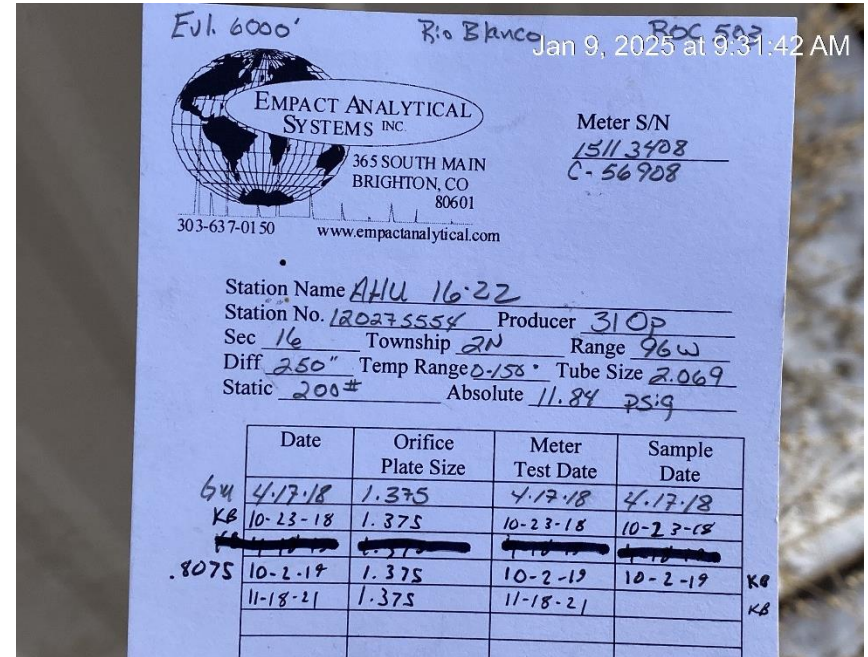 Evl. 6000' Rio Blanco ROC 503
Jan 9, 2025 at 9:31:42 AM
EMPACT ANALYTICAL
SYSTEMS INC.
365 SOUTH MAIN
BRIGHTON, CO
80601
303-637-0150 www.empactanalytical.com
Meter S/N
15113408
C-56908
Station Name AHU 16-22
Station No. 120275554 Producer 31 Op
Sec 16 Township 2N Range 96W
Diff 250" Temp Range 0-150° Tube Size 2.069
Static 200# Absolute 11.84 psig
Date Orifice Plate Size Meter Test Date Sample Date
GM 4.17.18 1.375 4.17.18 4.17.18
KB 10-23-18 1.375 10-23-18 10-23-18
.8075 10-2-19 1.375 10-2-19 10-2-19 KB
11-18-21 1.375 11-18-21 KB